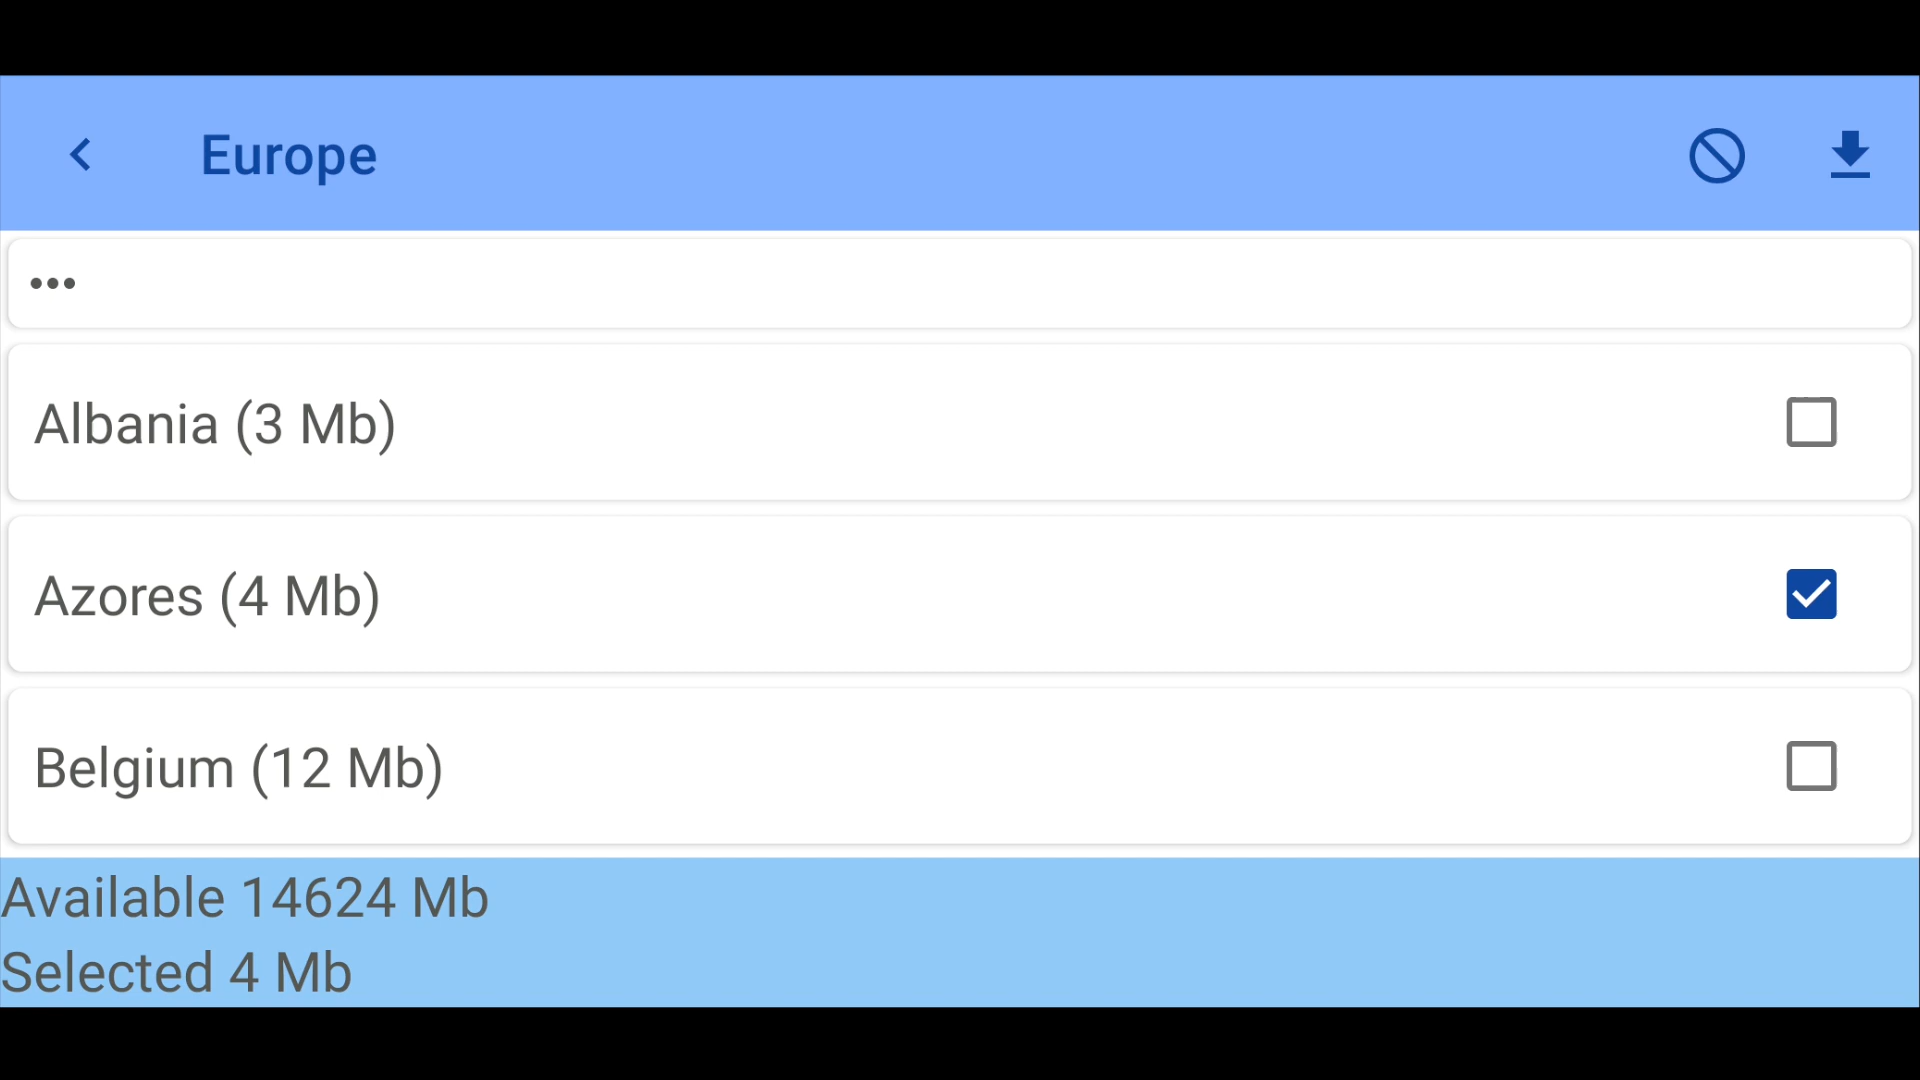 Europe
•••
Albania (3 Mb)
Azores (4 Mb)
Belgium (12 Mb)
Available 14624 Mb
Selected 4 Mb